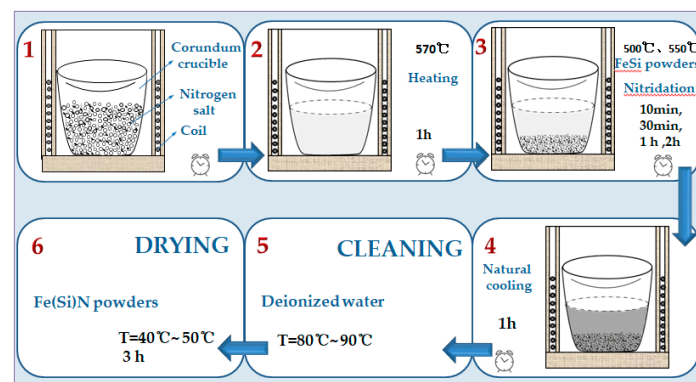 1
Corundum
crucible
Nitrogen
salt
Coil
2
570℃
Heating
1h
3
500℃、550℃
FeSi powders
Nitridation
10min,
30min,
1 h ,2h
4
Natural
cooling
1h
5
CLEANING
Deionized water
T=80℃~90℃
6
DRYING
Fe(Si)N powders
T=40℃~50℃
3 h